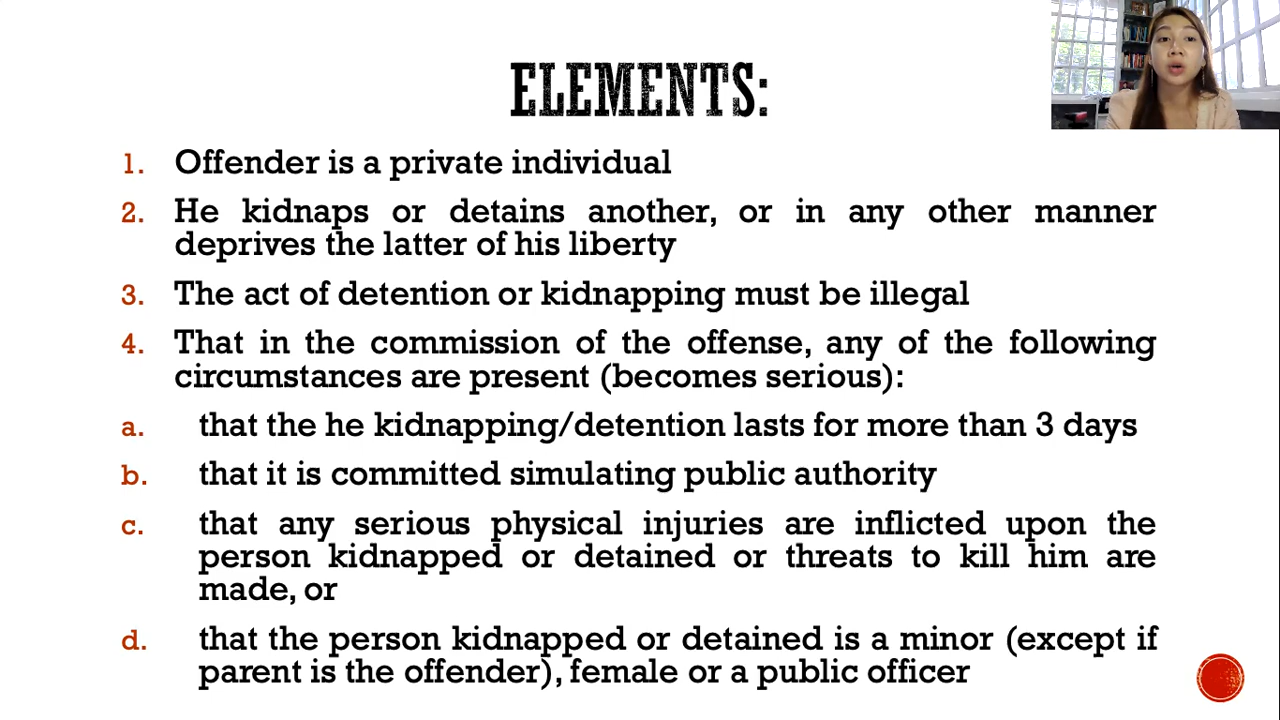 ELEMENTS:
1. Offender is a private individual
2. He kidnaps or detains another, or in any other manner
deprives the latter of his liberty
3. The act of detention or kidnapping must be illegal
4. That in the commission of the offense, any of the following
circumstances are present (becomes serious):
a. that the he kidnapping/detention lasts for more than 3 days
b. that it is committed simulating public authority
c. that any serious physical injuries are inflicted upon the
person kidnapped or detained or threats to kill him are
made, or
d. that the person kidnapped or detained is a minor (except if
parent is the offender), female or a public officer